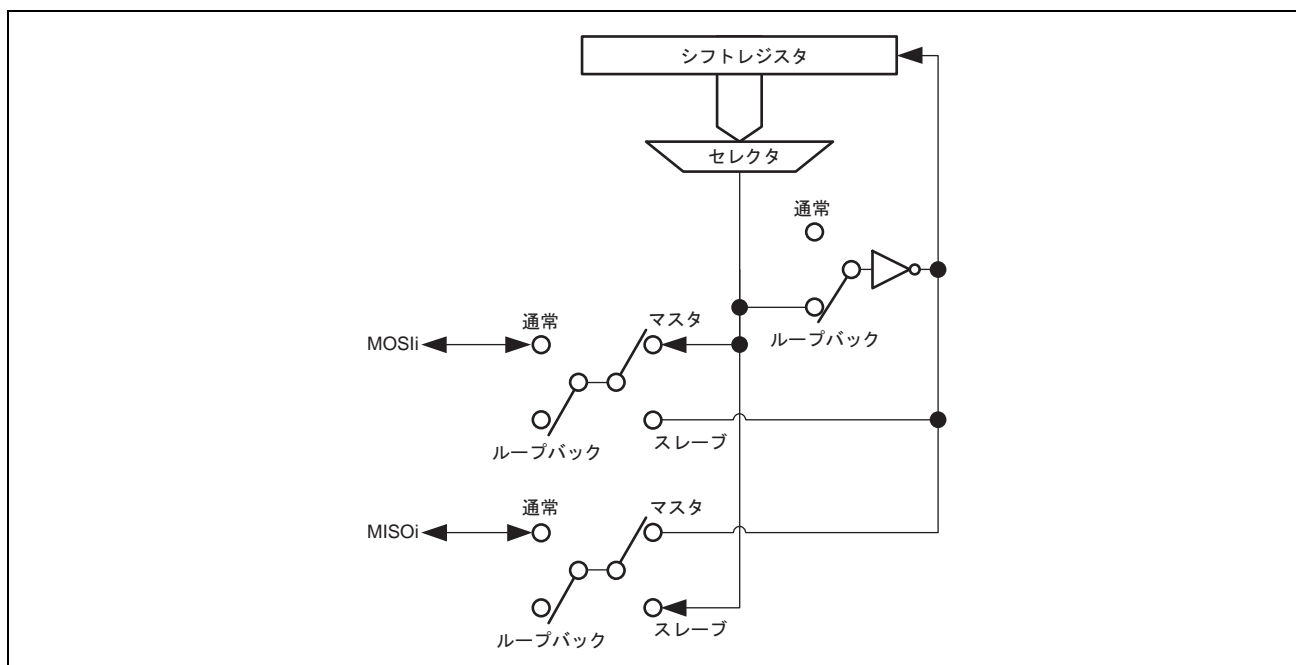 シフトレジスタ
セレクタ
通常
ループバック
通常
マスタ
MOSIi
ループバック
スレーブ
通常
マスタ
MISOi
ループバック
スレーブ